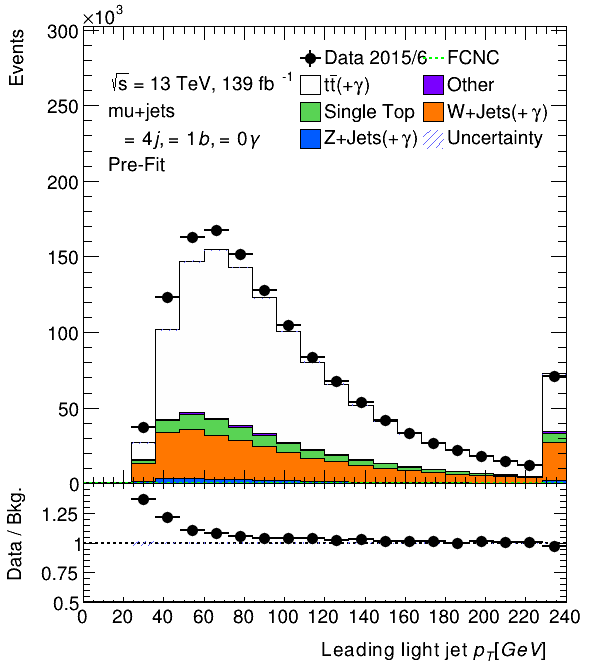 ×10³
300
Events
√s = 13 TeV, 139 fb⁻¹
mu+jets
= 4j, = 1b, = 0γ
Pre-Fit
Data 2015/6
FCNC
tt̄(+γ)
Other
Single Top
W+Jets(+γ)
Z+Jets(+γ)
Uncertainty
250
200
150
100
50
0
Data / Bkg.
1.25
1
0.75
0.5
0 20 40 60 80 100 120 140 160 180 200 220 240
Leading light jet p_T[GeV]